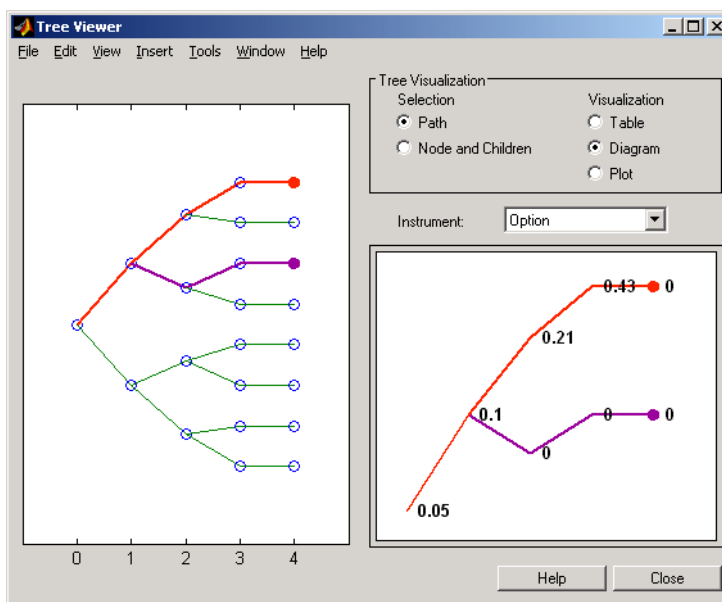 Tree Viewer
File Edit View Insert Tools Window Help
Tree Visualization
Selection
Visualization
Path
Table
Node and Children
Diagram
Plot
Instrument:
Option
0.43 0
0.21
0.1
0 0
0
0.05
0 1 2 3 4
Help
Close